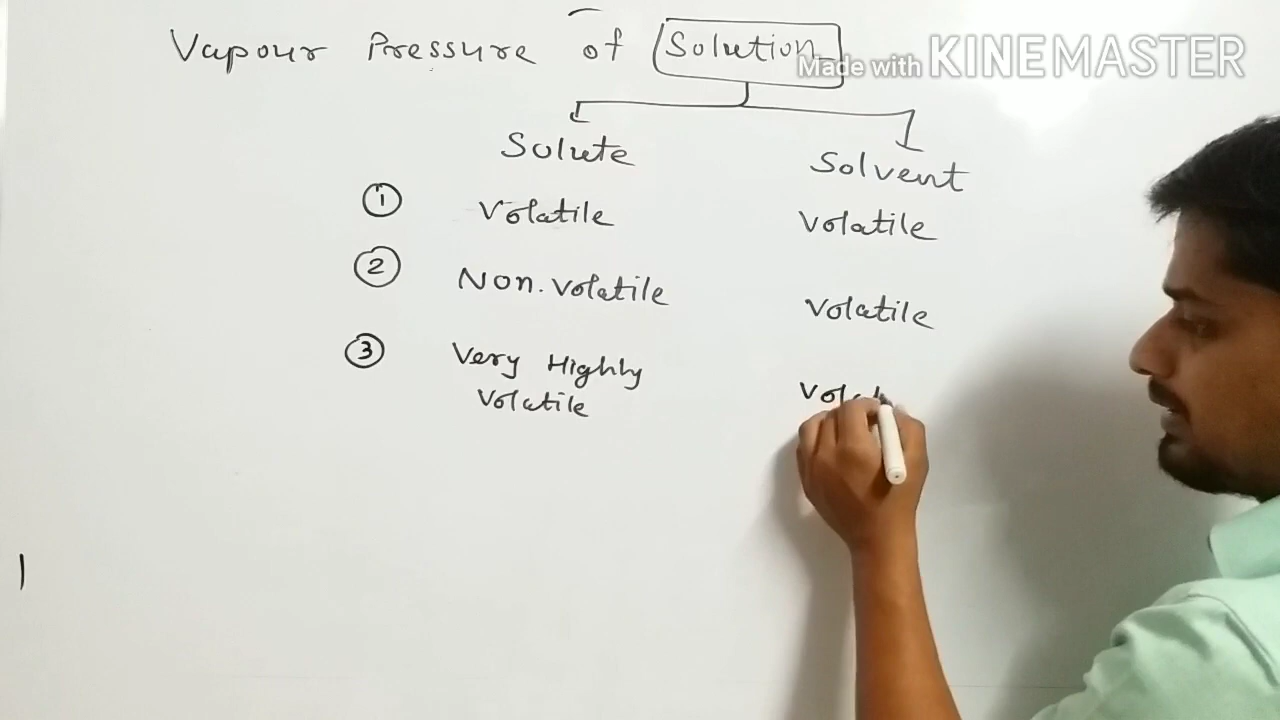 Vapour Pressure of Solution
Made with KINEMASTER
Solute Solvent
1 Volatile Volatile
2 Non. Volatile Volatile
3 Very Highly
Volatile